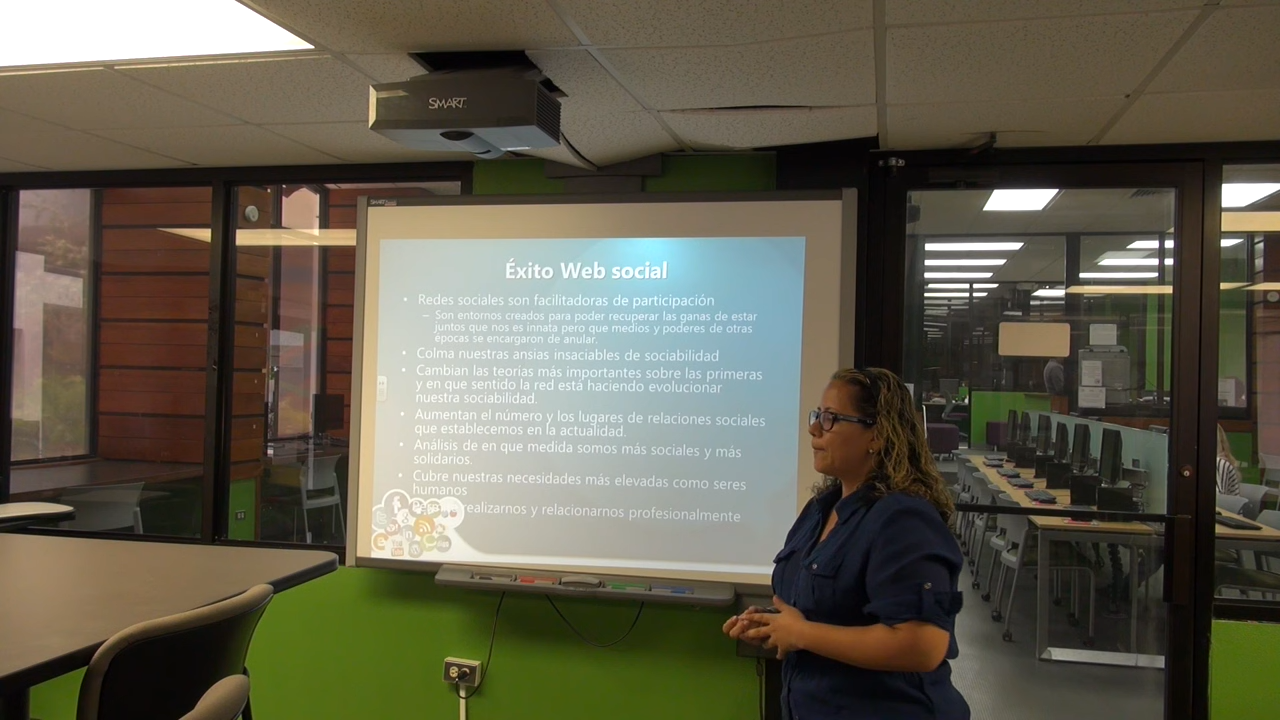 SMART
SMART
Éxito Web social
• Redes sociales son facilitadoras de participación
– Son entornos creados para poder recuperar las ganas de estar
juntos que nos es innata pero que medios y poderes de otras
épocas se encargaron de anular.
• Colma nuestras ansias insaciables de sociabilidad
• Cambian las teorías más importantes sobre las primeras
y en que sentido la red está haciendo evolucionar
nuestra sociabilidad.
• Aumentan el número y los lugares de relaciones sociales
que establecemos en la actualidad.
• Análisis de en que medida somos más sociales y más
solidarios.
• Cubre nuestras necesidades más elevadas como seres
humanos
realizarnos y relacionarnos profesionalmente